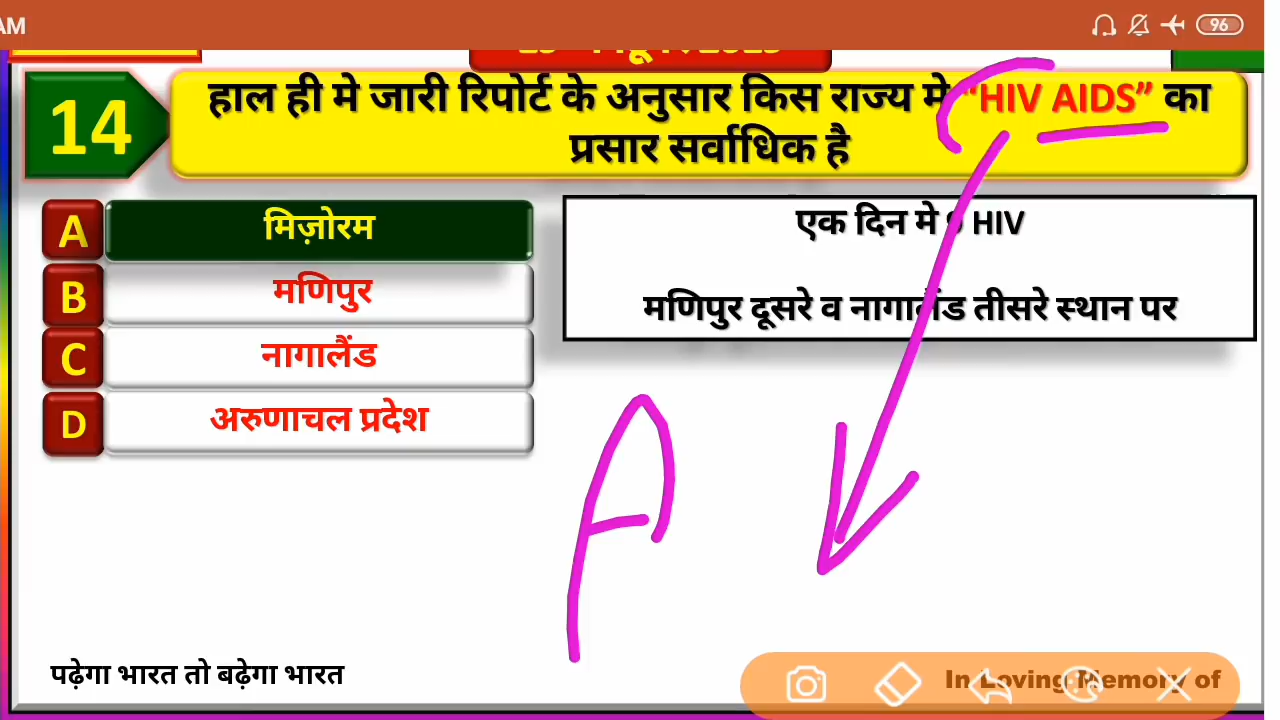 AM
96
14
हाल ही मे जारी रिपोर्ट के अनुसार किस राज्य मे “HIV AIDS” का
प्रसार सर्वाधिक है
A मिज़ोरम
B मणिपुर
C नागालैंड
D अरुणाचल प्रदेश
एक दिन मे 9 HIV
मणिपुर दूसरे व नागालैंड तीसरे स्थान पर
A
पढ़ेगा भारत तो बढ़ेगा भारत
In Loving Memory of